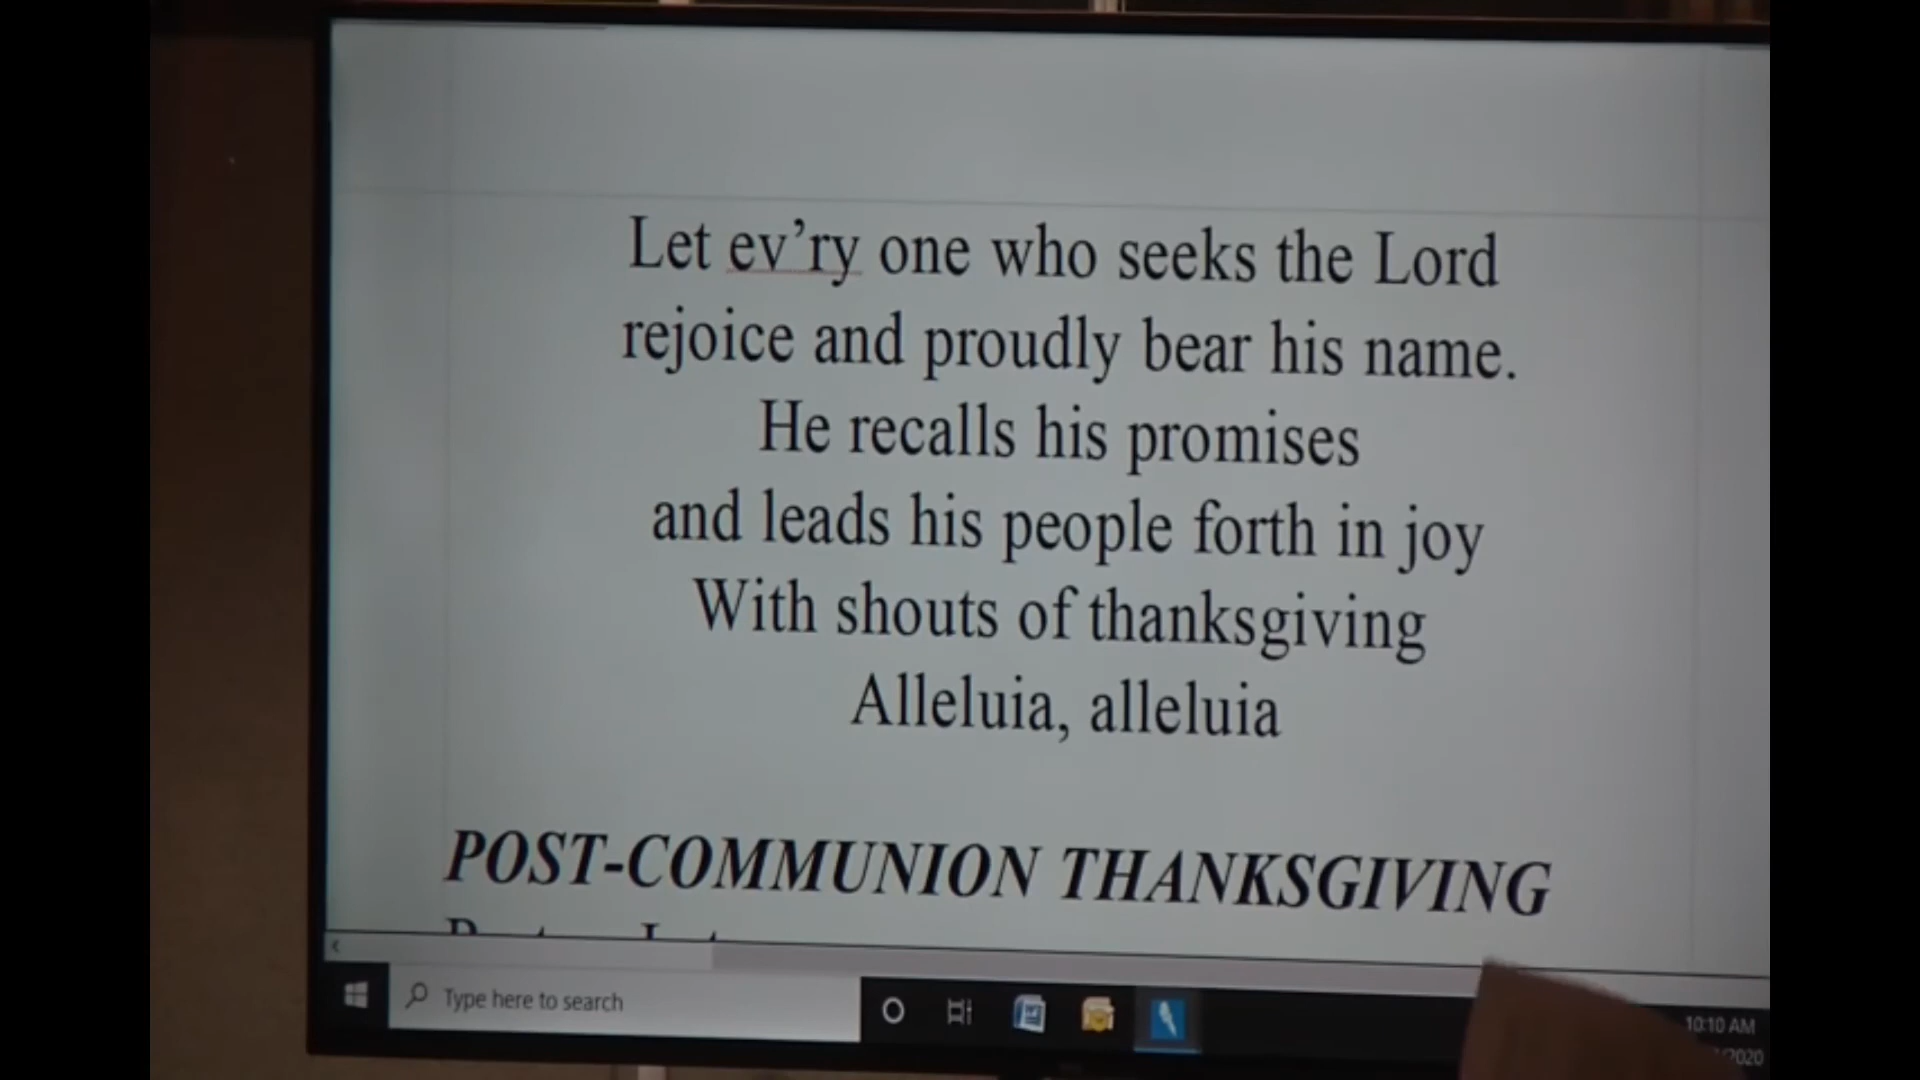 Let ev’ry one who seeks the Lord
rejoice and proudly bear his name.
He recalls his promises
and leads his people forth in joy
With shouts of thanksgiving
Alleluia, alleluia
POST-COMMUNION THANKSGIVING
Type here to search
10:10 AM
/2020